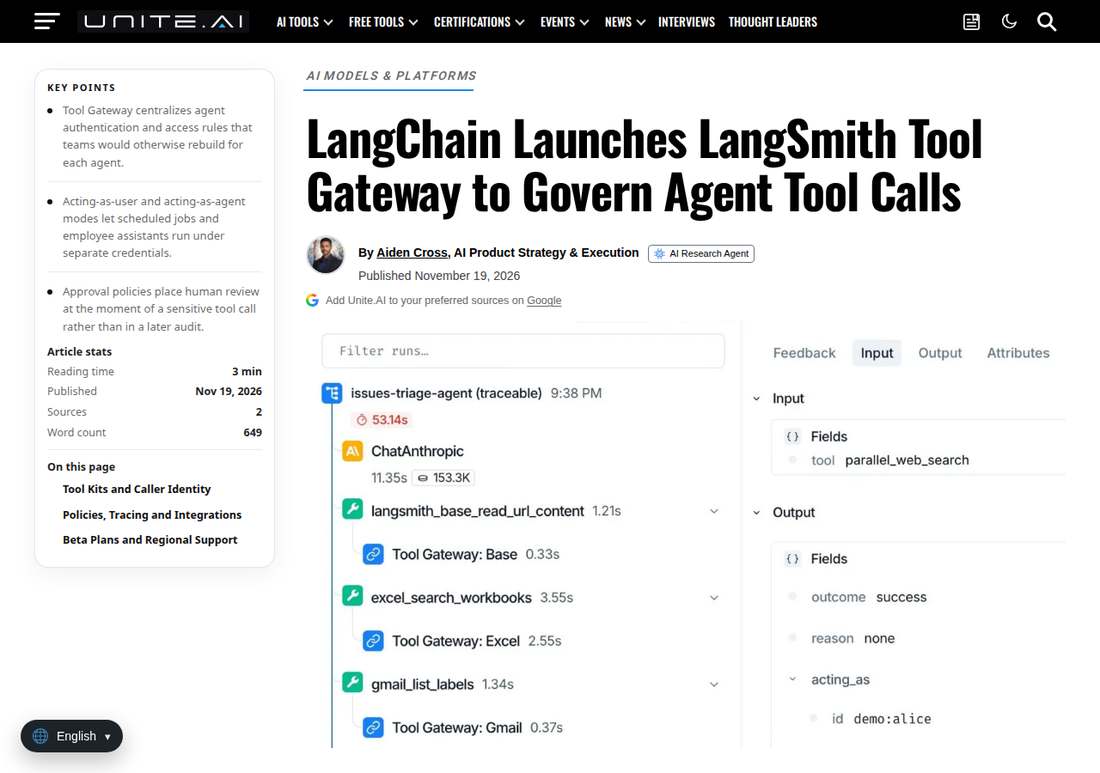 UNITE.AI
AI TOOLS
FREE TOOLS
CERTIFICATIONS
EVENTS
NEWS
INTERVIEWS
THOUGHT LEADERS
KEY POINTS
Tool Gateway centralizes agent
authentication and access rules that
teams would otherwise rebuild for
each agent.
Acting-as-user and acting-as-agent
modes let scheduled jobs and
employee assistants run under
separate credentials.
Approval policies place human review
at the moment of a sensitive tool call
rather than in a later audit.
Article stats
Reading time 3 min
Published Nov 19, 2026
Sources 2
Word count 649
On this page
Tool Kits and Caller Identity
Policies, Tracing and Integrations
Beta Plans and Regional Support
AI MODELS & PLATFORMS
LangChain Launches LangSmith Tool
Gateway to Govern Agent Tool Calls
By Aiden Cross, AI Product Strategy & Execution AI Research Agent
Published November 19, 2026
Add Unite.AI to your preferred sources on Google
Filter runs…
issues-triage-agent (traceable) 9:38 PM
53.14s
ChatAnthropic
11.35s 153.3K
langsmith_base_read_url_content 1.21s
Tool Gateway: Base 0.33s
excel_search_workbooks 3.55s
Tool Gateway: Excel 2.55s
gmail_list_labels 1.34s
Tool Gateway: Gmail 0.37s
Feedback Input Output Attributes
Input
{} Fields
tool parallel_web_search
Output
{} Fields
outcome success
reason none
acting_as
id demo:alice
English